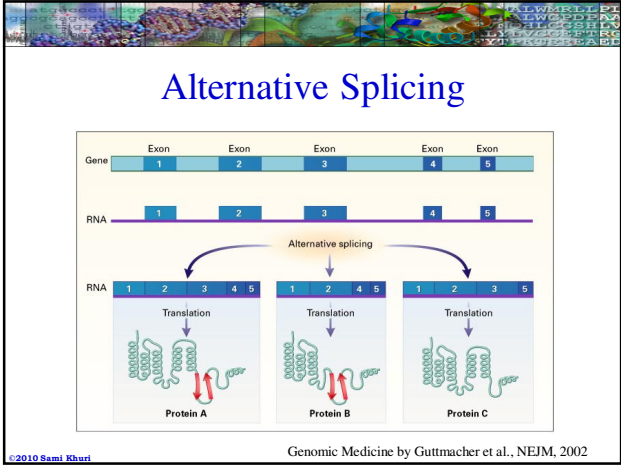 ALWMRLLPL
LWGPDPAA
Alternative Splicing
Exon Exon Exon Exon Exon
Gene 1 2 3 4 5
RNA 1 2 3 4 5
Alternative splicing
RNA 1 2 3 4 5 1 2 4 5 1 2 3 5
Translation Translation Translation
Protein A Protein B Protein C
©2010 Sami Khuri
Genomic Medicine by Guttmacher et al., NEJM, 2002